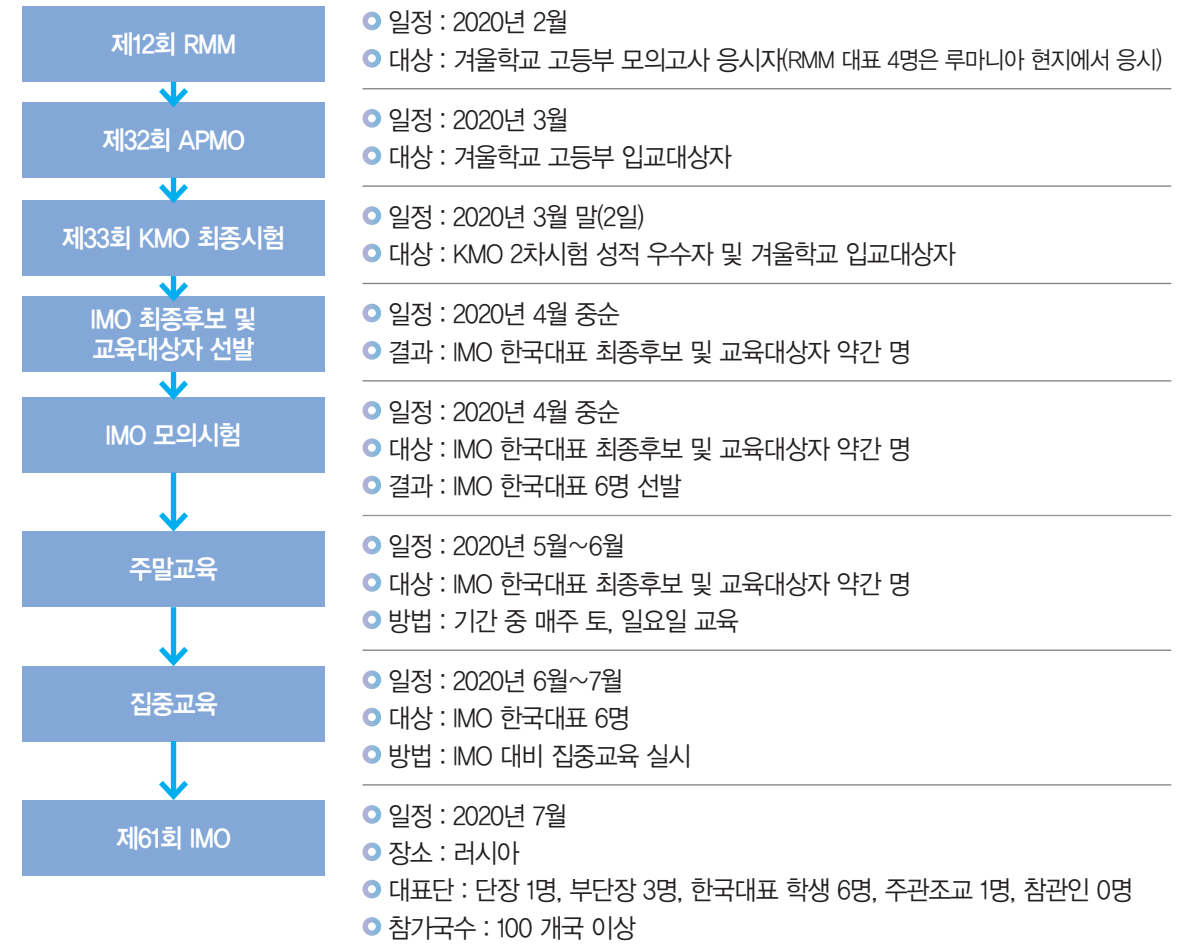 제12회 RMM
일정 : 2020년 2월
대상 : 겨울학교 고등부 모의고사 응시자(RMM 대표 4명은 루마니아 현지에서 응시)
제32회 APMO
일정 : 2020년 3월
대상 : 겨울학교 고등부 입교대상자
제33회 KMO 최종시험
일정 : 2020년 3월 말(2일)
대상 : KMO 2차시험 성적 우수자 및 겨울학교 입교대상자
IMO 최종후보 및
교육대상자 선발
일정 : 2020년 4월 중순
결과 : IMO 한국대표 최종후보 및 교육대상자 약간 명
IMO 모의시험
일정 : 2020년 4월 중순
대상 : IMO 한국대표 최종후보 및 교육대상자 약간 명
결과 : IMO 한국대표 6명 선발
주말교육
일정 : 2020년 5월~6월
대상 : IMO 한국대표 최종후보 및 교육대상자 약간 명
방법 : 기간 중 매주 토, 일요일 교육
집중교육
일정 : 2020년 6월~7월
대상 : IMO 한국대표 6명
방법 : IMO 대비 집중교육 실시
제61회 IMO
일정 : 2020년 7월
장소 : 러시아
대표단 : 단장 1명, 부단장 3명, 한국대표 학생 6명, 주관조교 1명, 참관인 0명
참가국수 : 100 개국 이상